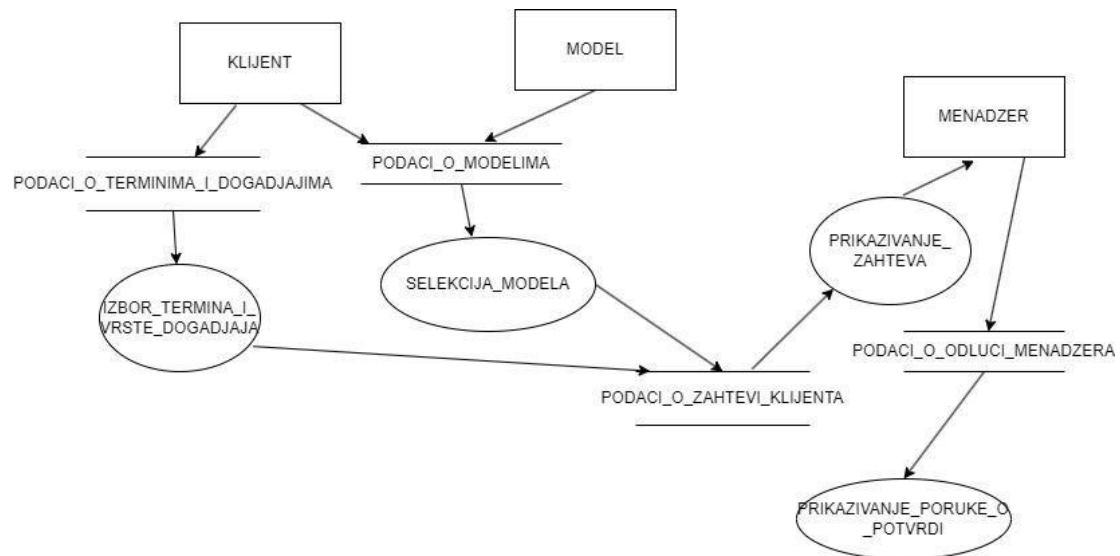 KLIJENT
MODEL
MENADZER
PODACI_O_TERMINIMA_I_DOGADJAJIMA
PODACI_O_MODELIMA
IZBOR_TERMINA_I_
VRSTE_DOGADJAJA
SELEKCIJA_MODELA
PRIKAZIVANJE_
ZAHTEVA
PODACI_O_ODLUCI_MENADZERA
PODACI_O_ZAHTEVI_KLIJENTA
PRIKAZIVANJE_PORUKE_O
_POTVRDI